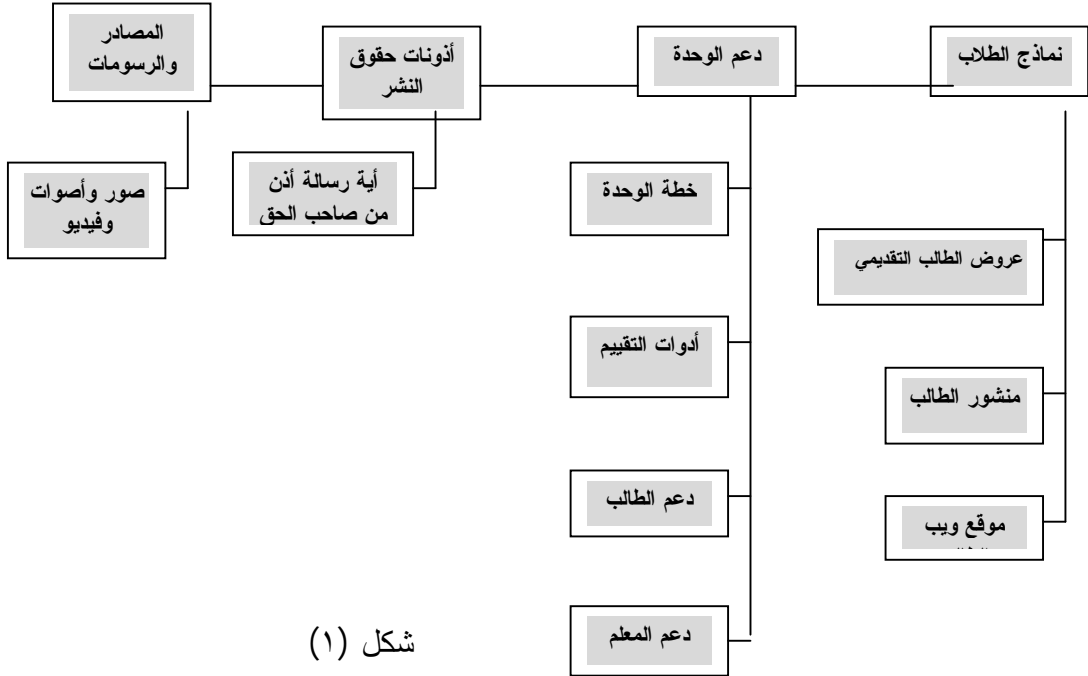 نماذج الطلاب
دعم الوحدة
أذونات حقوق
النشر
المصادر
والرسومات
عروض الطالب التقديمي
منشور الطالب
موقع ويب
خطة الوحدة
أدوات التقييم
دعم الطالب
دعم المعلم
أية رسالة أذن
من صاحب الحق
صور وأصوات
وفيديو
شكل (١)